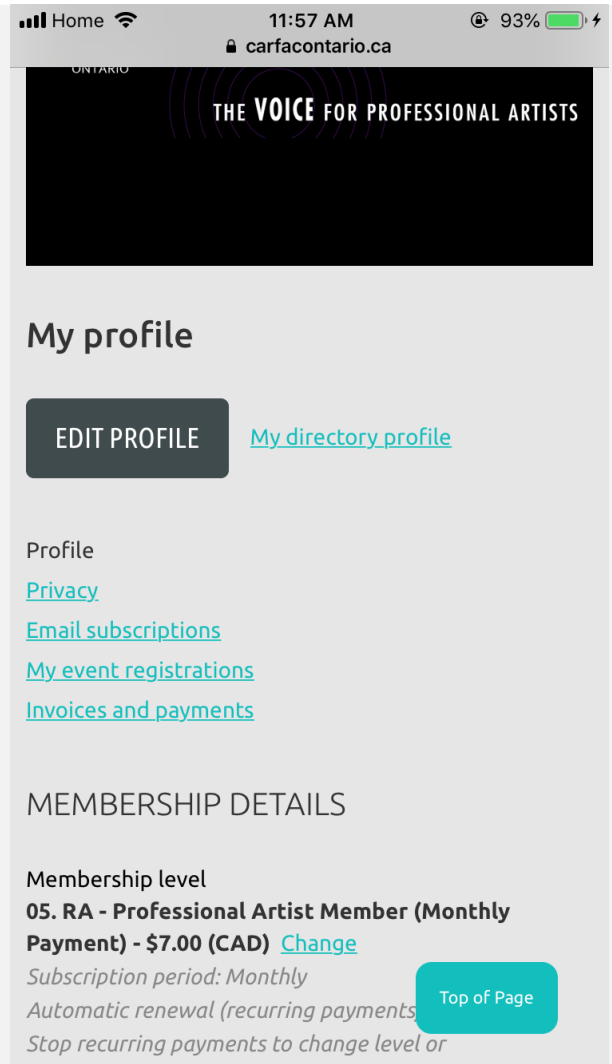 Home 11:57 AM 93%
carfacontario.ca
ONTARIO
THE VOICE FOR PROFESSIONAL ARTISTS
My profile
EDIT PROFILE My directory profile
Profile
Privacy
Email subscriptions
My event registrations
Invoices and payments
MEMBERSHIP DETAILS
Membership level
05. RA - Professional Artist Member (Monthly
Payment) - $7.00 (CAD) Change
Subscription period: Monthly
Automatic renewal (recurring payments
Top of Page
Stop recurring payments to change level or